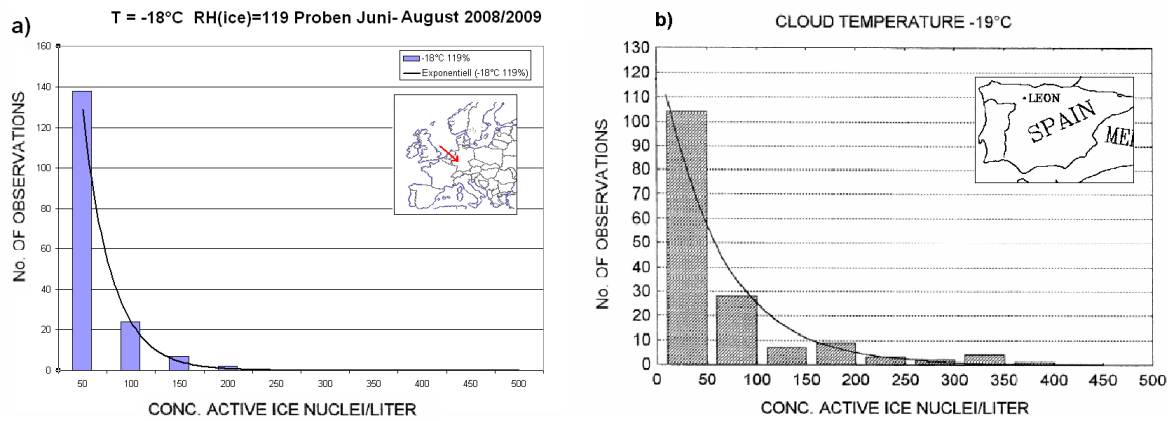 a)
T = -18°C RH(ice)=119 Proben Juni- August 2008/2009
-18°C 119%
Exponentiell (-18°C 119%)
No. OF OBSERVATIONS
160
140
120
100
80
60
40
20
0
50 100 150 200 250 300 350 400 450 500
CONC. ACTIVE ICE NUCLEI/LITER
b)
CLOUD TEMPERATURE -19°C
LEON
SPAIN
ME
No. OF OBSERVATIONS
130
120
110
100
90
80
70
60
50
40
30
20
10
0
0 50 100 150 200 250 300 350 400 450 500
CONC. ACTIVE ICE NUCLEI/LITER